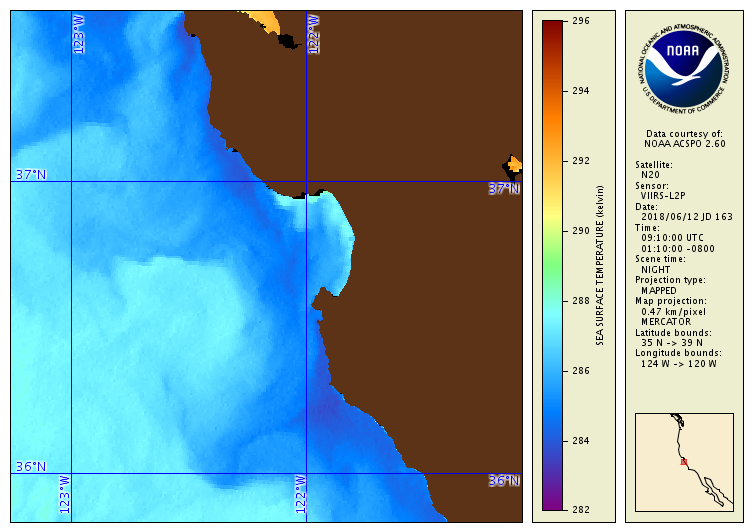 123°W
122°W
37°N
37°N
36°N
36°N
123°W
122°W
296
294
292
290
288
286
284
282
SEA SURFACE TEMPERATURE (kelvin)
NATIONAL OCEANIC AND ATMOSPHERIC ADMINISTRATION
NOAA
U.S. DEPARTMENT OF COMMERCE
Data courtesy of:
NOAA ACSPO 2.60
Satellite:
N20
Sensor:
VIIRS-L2P
Date:
2018/06/12 JD 163
Time:
09:10:00 UTC
01:10:00 -0800
Scene time:
NIGHT
Projection type:
MAPPED
Map projection:
0.47 km/pixel
MERCATOR
Latitude bounds:
35 N -> 39 N
Longitude bounds:
124 W -> 120 W